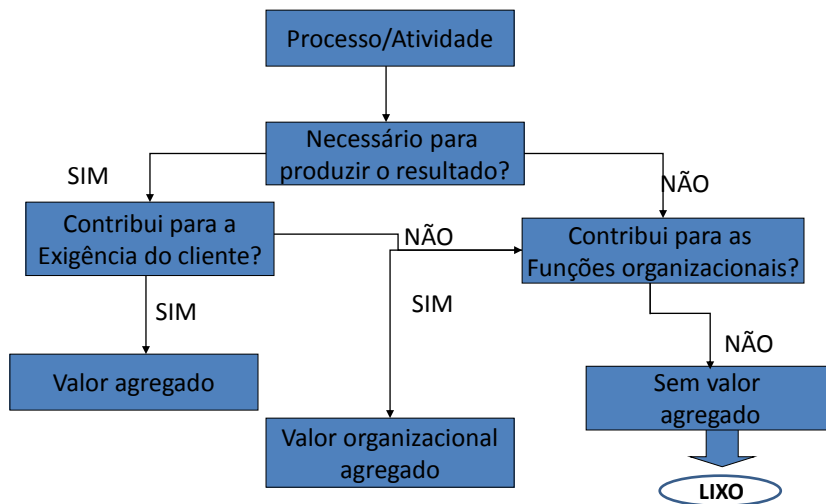 Processo/Atividade
Necessário para
produzir o resultado?
SIM
NÃO
Contribui para a
Exigência do cliente?
NÃO
Contribui para as
Funções organizacionais?
SIM
SIM
NÃO
Valor agregado
Sem valor
agregado
Valor organizacional
agregado
LIXO